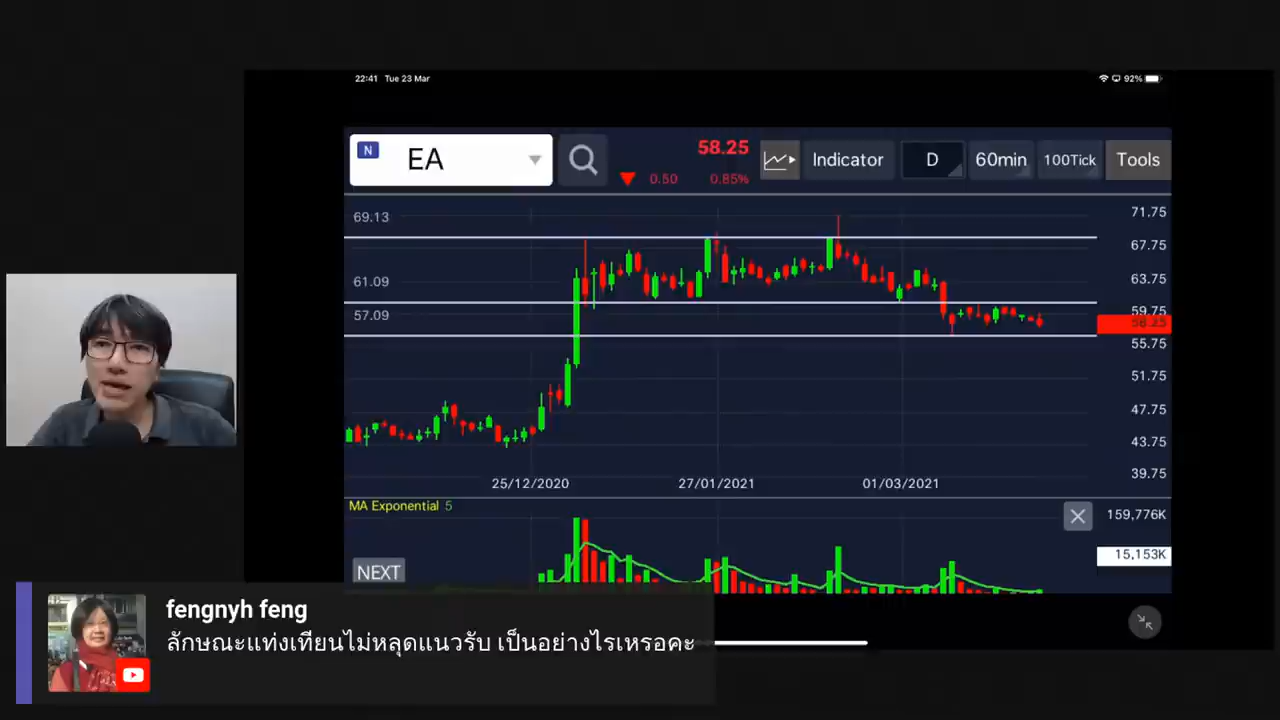 22:41 Tue 23 Mar
92%
N
EA
58.25
0.50 0.85%
Indicator
D
60min
100Tick
Tools
69.13
61.09
57.09
71.75
67.75
63.75
59.75
58.25
55.75
51.75
47.75
43.75
39.75
25/12/2020
27/01/2021
01/03/2021
MA Exponential 5
159,776K
15,153K
NEXT
fengnyh feng
ลักษณะแท่งเทียนไม่หลุดแนวรับ เป็นอย่างไรเหรอคะ